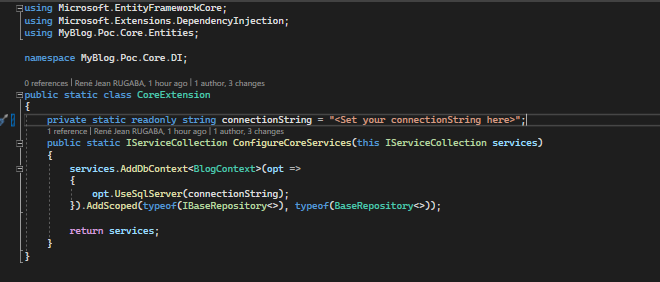 using Microsoft.EntityFrameworkCore;
using Microsoft.Extensions.DependencyInjection;
using MyBlog.Poc.Core.Entities;
namespace MyBlog.Poc.Core.DI;
0 references | René Jean RUGABA, 1 hour ago | 1 author, 3 changes
public static class CoreExtension
{
private static readonly string connectionString = "<Set your connectionString here>";
1 reference | René Jean RUGABA, 1 hour ago | 1 author, 3 changes
public static IServiceCollection ConfigureCoreServices(this IServiceCollection services)
{
services.AddDbContext<BlogContext>(opt =>
{
opt.UseSqlServer(connectionString);
}).AddScoped(typeof(IBaseRepository<>), typeof(BaseRepository<>));
return services;
}
}